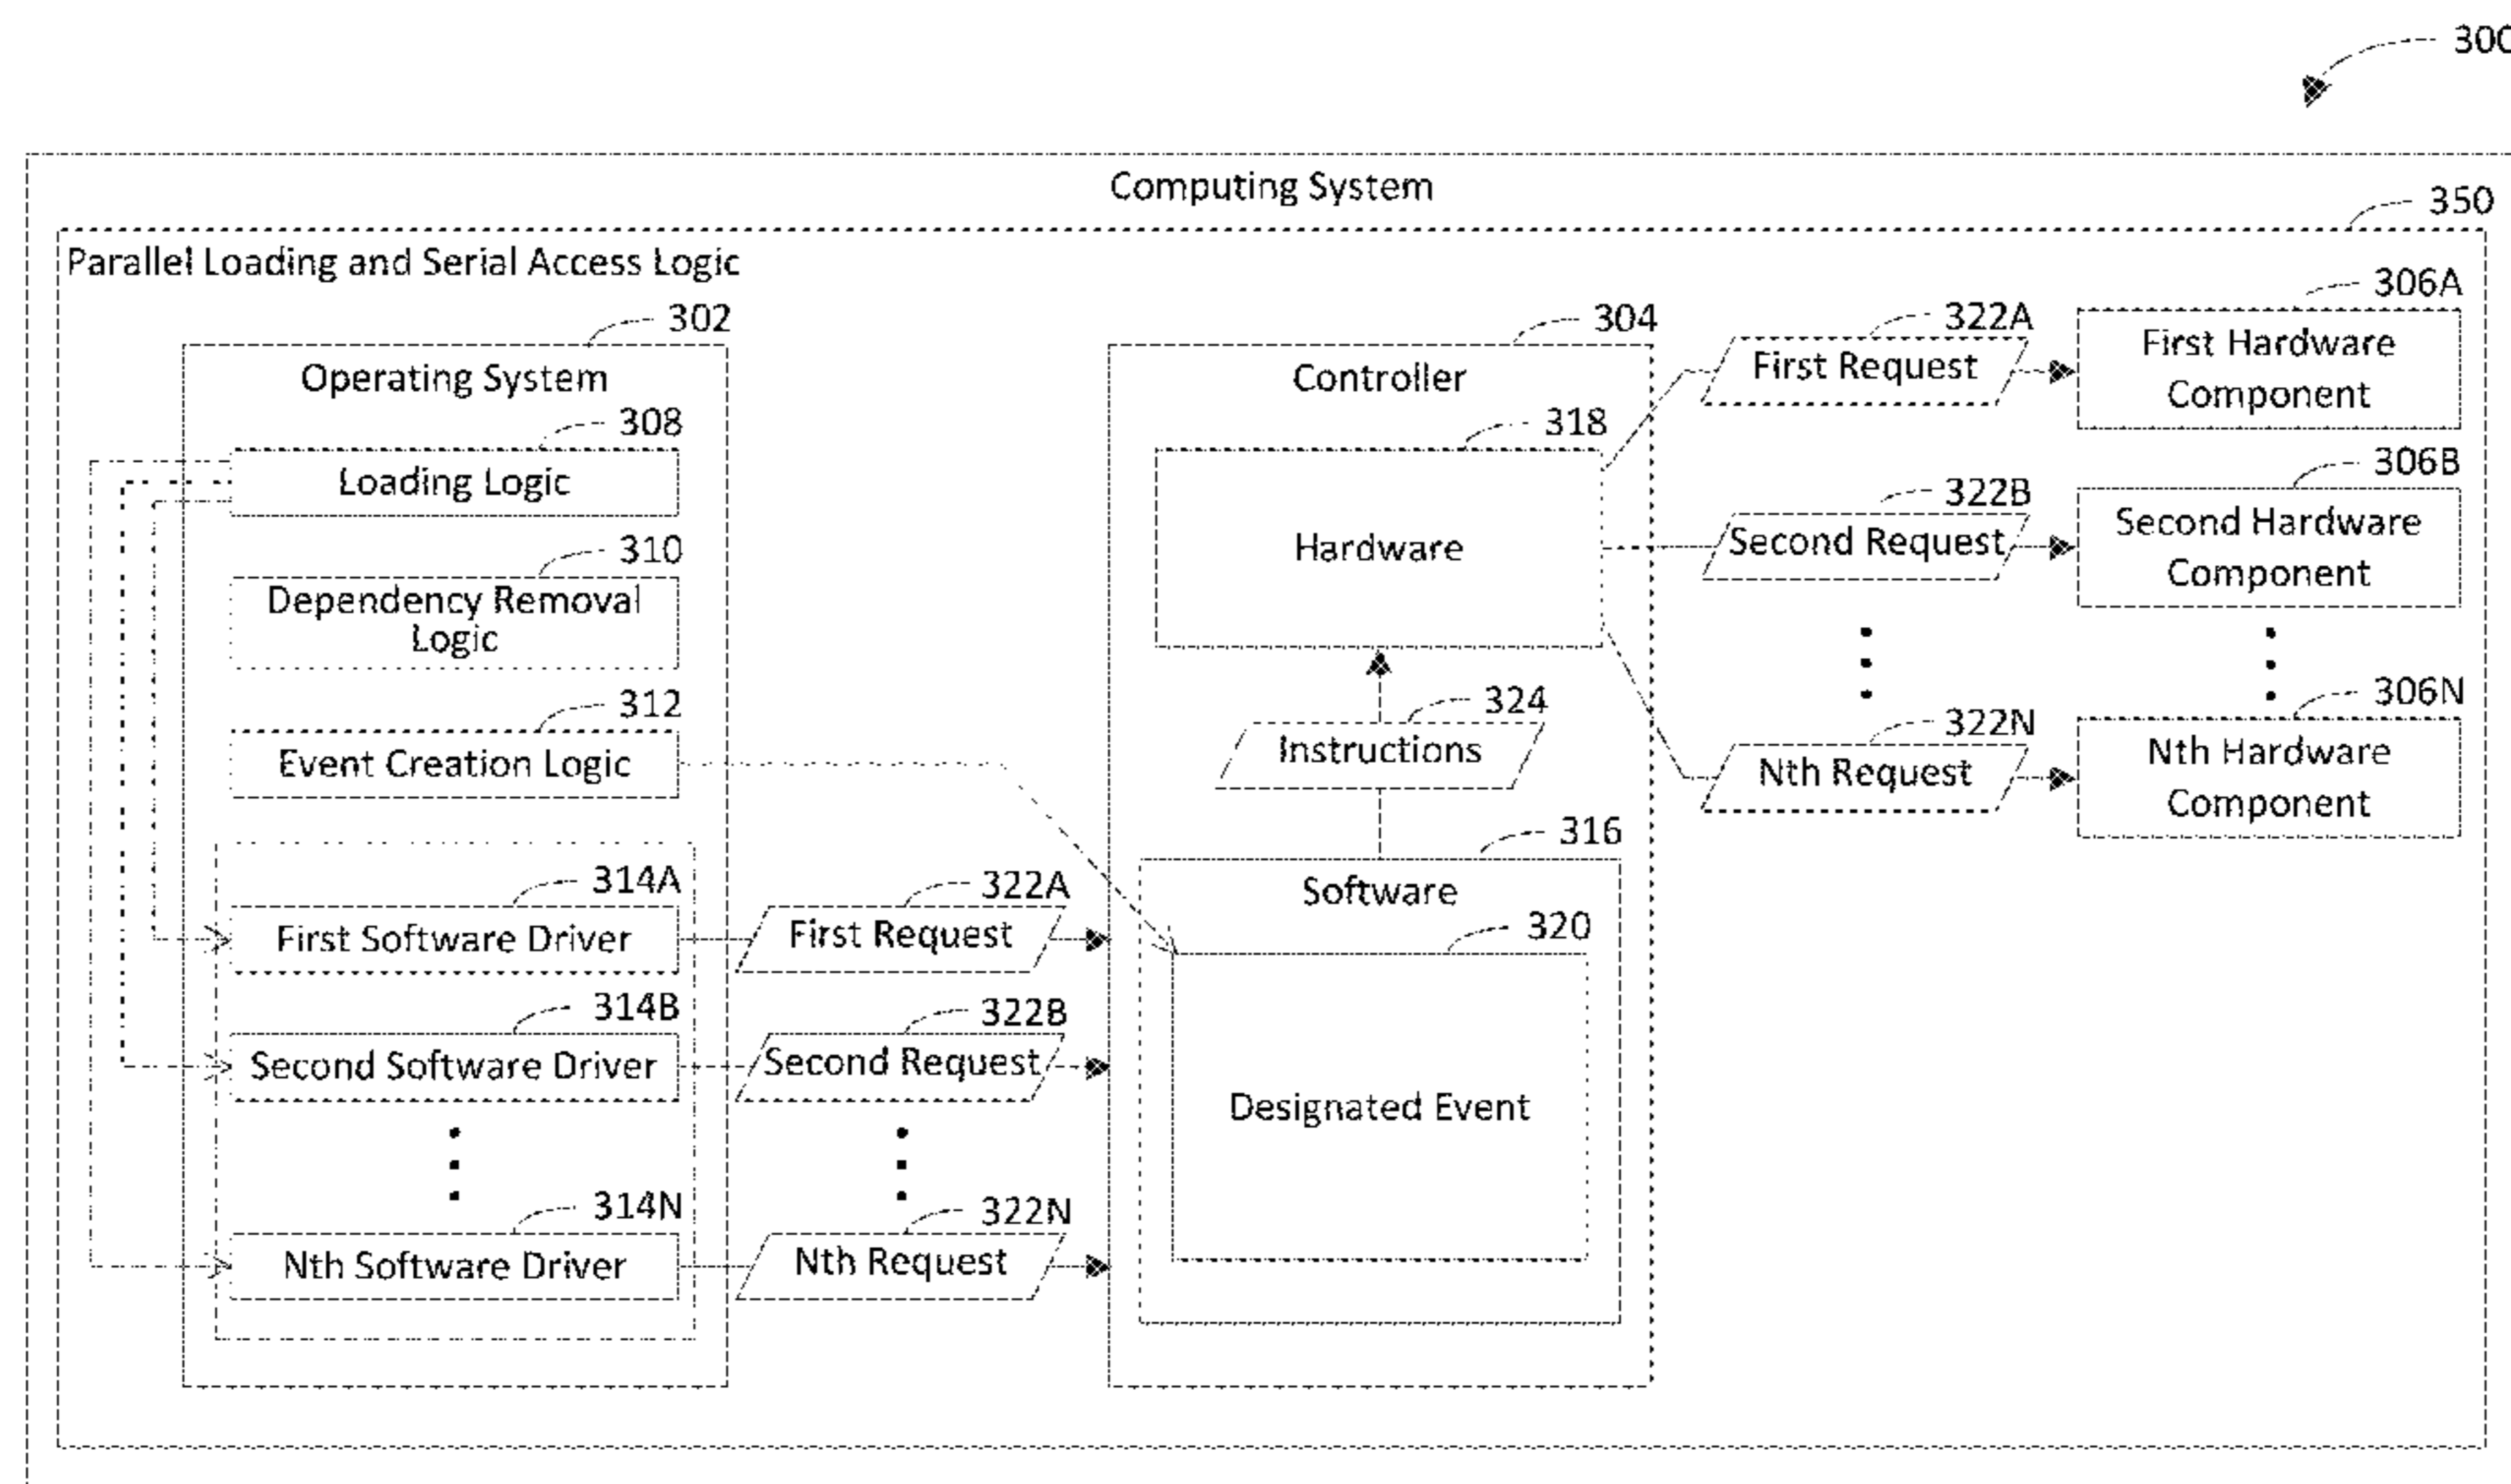 300
Computing System
350
Parallel Loading and Serial Access Logic
302
Operating System
308
Loading Logic
310
Dependency Removal
Logic
312
Event Creation Logic
314A
First Software Driver
314B
Second Software Driver
314N
Nth Software Driver
322A
First Request
322B
Second Request
322N
Nth Request
304
Controller
318
Hardware
324
Instructions
316
Software
320
Designated Event
322A
First Request
322B
Second Request
322N
Nth Request
306A
First Hardware
Component
306B
Second Hardware
Component
306N
Nth Hardware
Component